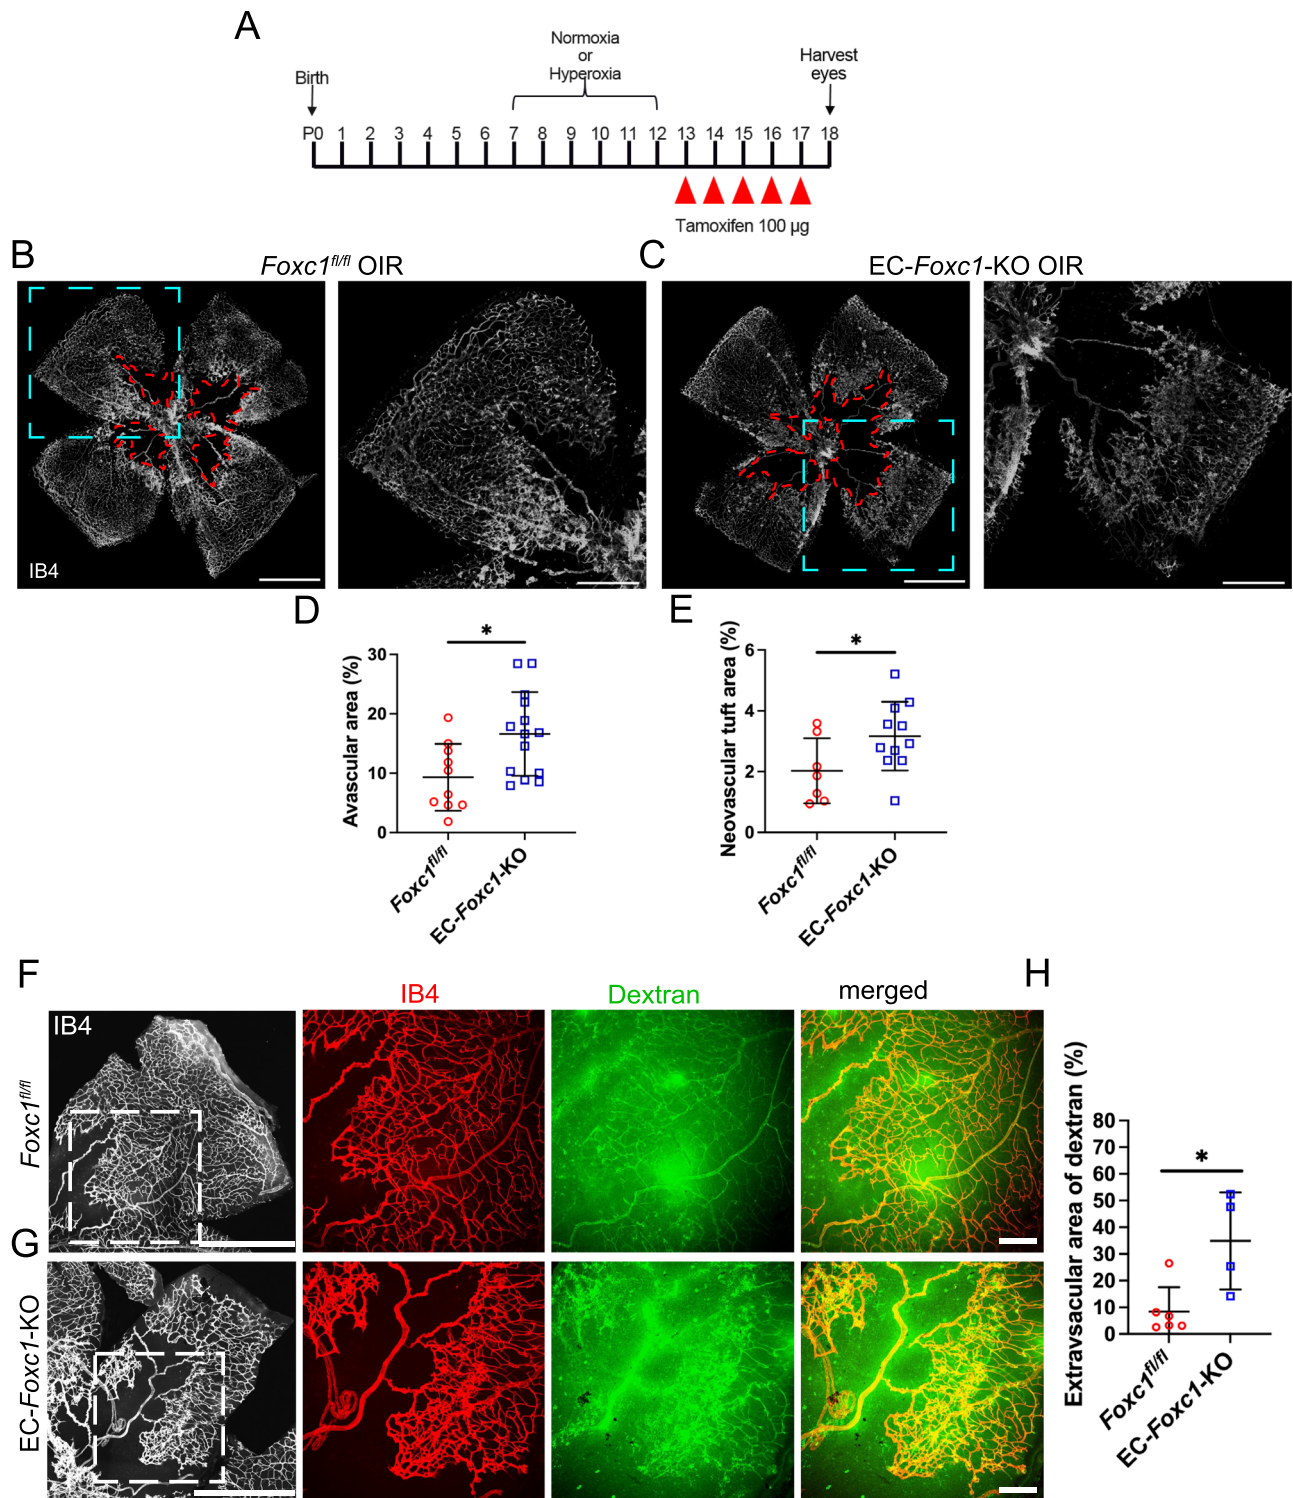 A
Normoxia
or
Hyperoxia
Birth
Harvest
eyes
P0 1 2 3 4 5 6 7 8 9 10 11 12 13 14 15 16 17 18
Tamoxifen 100 µg
B
Foxc1fl/fl OIR
C
EC-Foxc1-KO OIR
IB4
D
Avascular area (%)
30
20
10
0
*
Foxc1fl/fl
EC-Foxc1-KO
E
Neovascular tuft area (%)
6
4
2
0
*
Foxc1fl/fl
EC-Foxc1-KO
F
IB4
Dextran
merged
Foxc1fl/fl
IB4
G
EC-Foxc1-KO
H
Extravsacular area of dextran (%)
80
70
60
50
40
30
20
10
0
*
Foxc1fl/fl
EC-Foxc1-KO